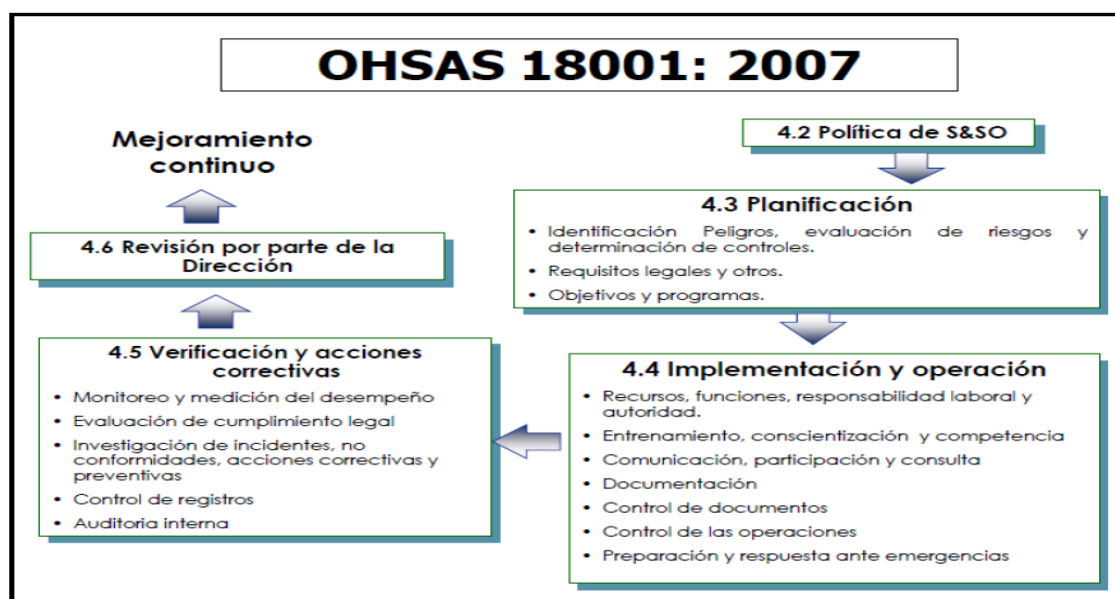 OHSAS 18001: 2007
4.2 Política de S&SO
4.3 Planificación
• Identificación Peligros, evaluación de riesgos y
determinación de controles.
• Requisitos legales y otros.
• Objetivos y programas.
4.4 Implementación y operación
• Recursos, funciones, responsabilidad laboral y
autoridad.
• Entrenamiento, conscientización y competencia
• Comunicación, participación y consulta
• Documentación
• Control de documentos
• Control de las operaciones
• Preparación y respuesta ante emergencias
4.5 Verificación y acciones
correctivas
• Monitoreo y medición del desempeño
• Evaluación de cumplimiento legal
• Investigación de incidentes, no
conformidades, acciones correctivas y
preventivas
• Control de registros
• Auditoria interna
4.6 Revisión por parte de la
Dirección
Mejoramiento
continuo